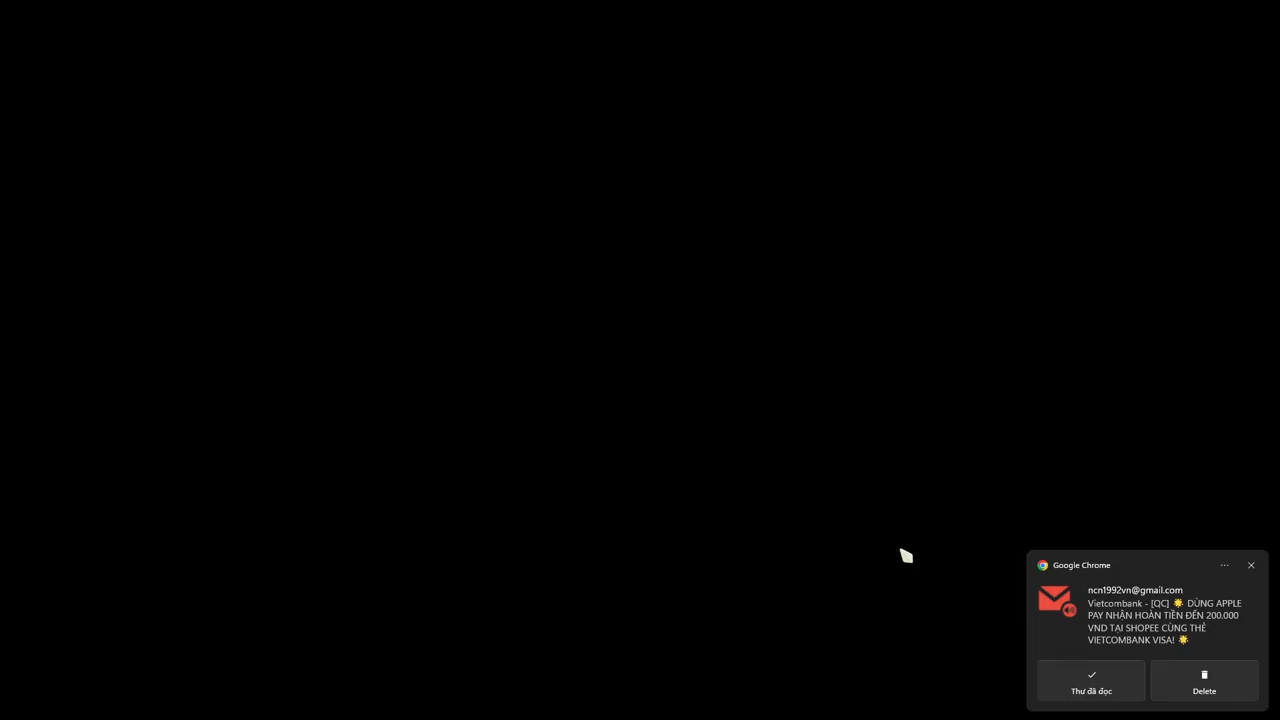 Google Chrome
ncn1992vn@gmail.com
Vietcombank - [QC] 🌟 DÙNG APPLE
PAY NHẬN HOÀN TIỀN ĐẾN 200.000
VND TẠI SHOPEE CÙNG THẺ
VIETCOMBANK VISA! 🌟
Thư đã đọc
Delete